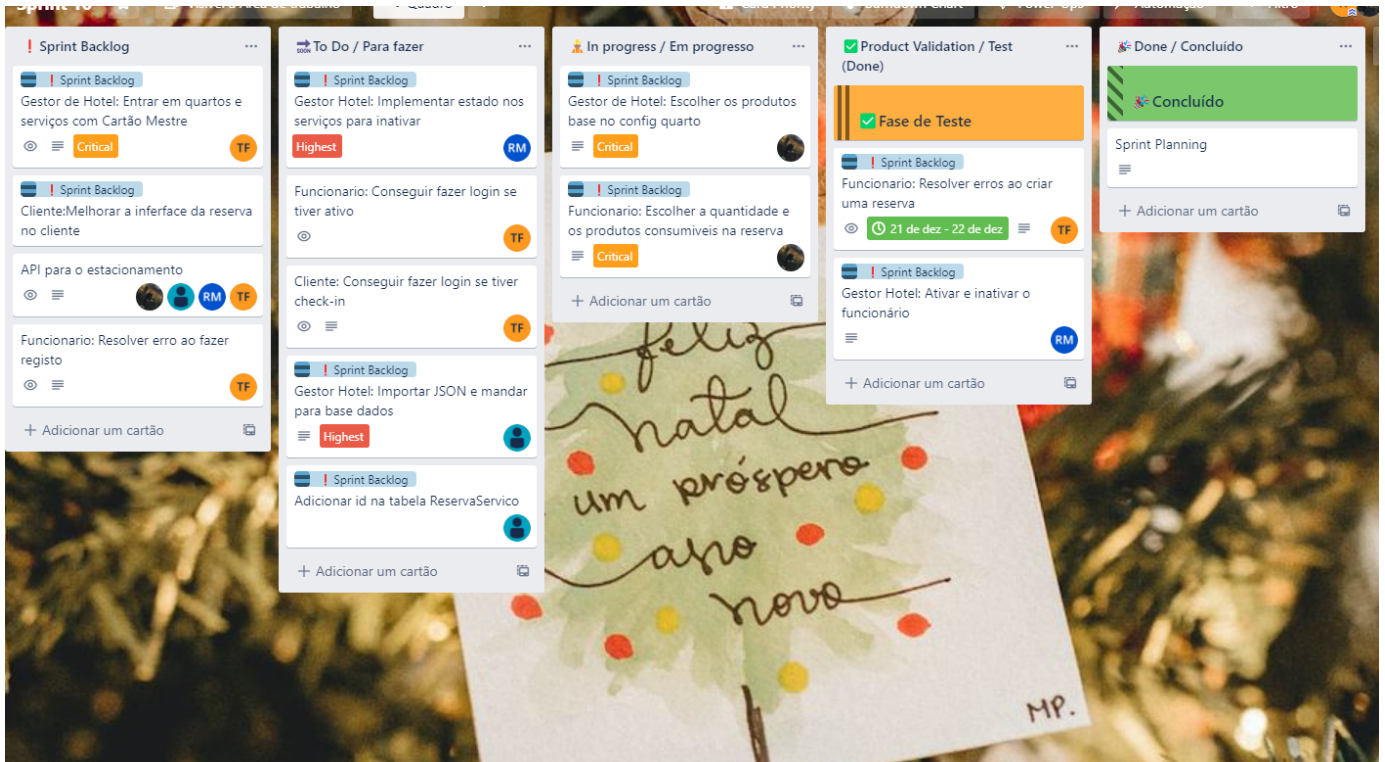 Sprint 10
Quadro
Burndown Chart
Power-Ups
Automação
Filtro
❗ Sprint Backlog
❗ Sprint Backlog
Gestor de Hotel: Entrar em quartos e
serviços com Cartão Mestre
Critical
TF
❗ Sprint Backlog
Cliente:Melhorar a inferface da reserva
no cliente
API para o estacionamento
RM TF
Funcionario: Resolver erro ao fazer
registo
TF
+ Adicionar um cartão
🔜 To Do / Para fazer
❗ Sprint Backlog
Gestor Hotel: Implementar estado nos
serviços para inativar
Highest
RM
Funcionario: Conseguir fazer login se
tiver ativo
TF
Cliente: Conseguir fazer login se tiver
check-in
TF
❗ Sprint Backlog
Gestor Hotel: Importar JSON e mandar
para base dados
Highest
❗ Sprint Backlog
Adicionar id na tabela ReservaServico
+ Adicionar um cartão
In progress / Em progresso
❗ Sprint Backlog
Gestor de Hotel: Escolher os produtos
base no config quarto
Critical
❗ Sprint Backlog
Funcionario: Escolher a quantidade e
os produtos consumiveis na reserva
Critical
+ Adicionar um cartão
✅ Product Validation / Test
(Done)
✅ Fase de Teste
❗ Sprint Backlog
Funcionario: Resolver erros ao criar
uma reserva
21 de dez - 22 de dez
TF
❗ Sprint Backlog
Gestor Hotel: Ativar e inativar o
funcionário
RM
+ Adicionar um cartão
🎉 Done / Concluído
🎉 Concluído
Sprint Planning
+ Adicionar um cartão
feliz
natal
um próspero
ano
novo
MP.